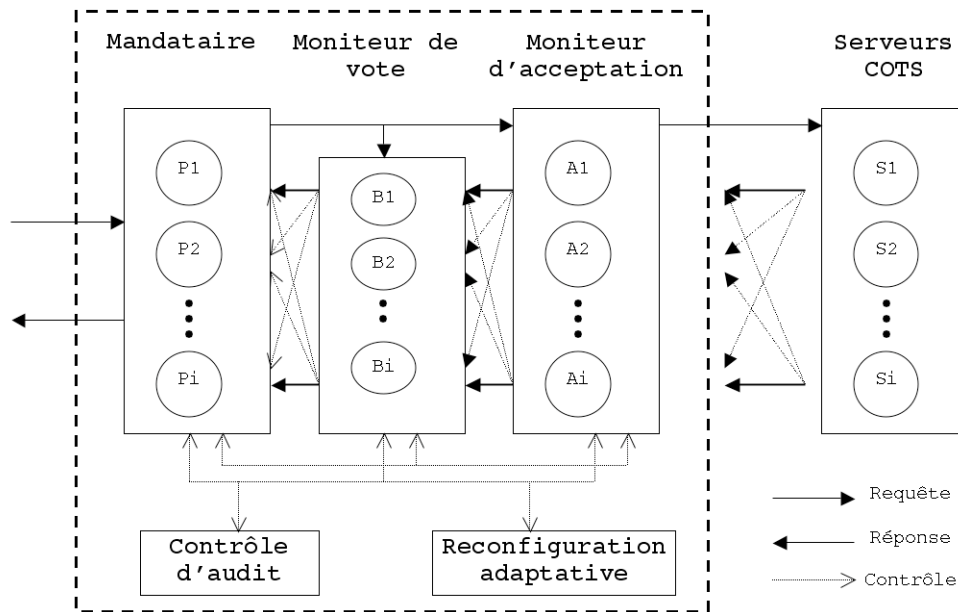 Mandataire
Moniteur de
vote
Moniteur
d'acceptation
Serveurs
COTS
P1
P2
Pi
B1
B2
Bi
A1
A2
Ai
S1
S2
Si
Contrôle
d'audit
Reconfiguration
adaptative
Requête
Réponse
Contrôle